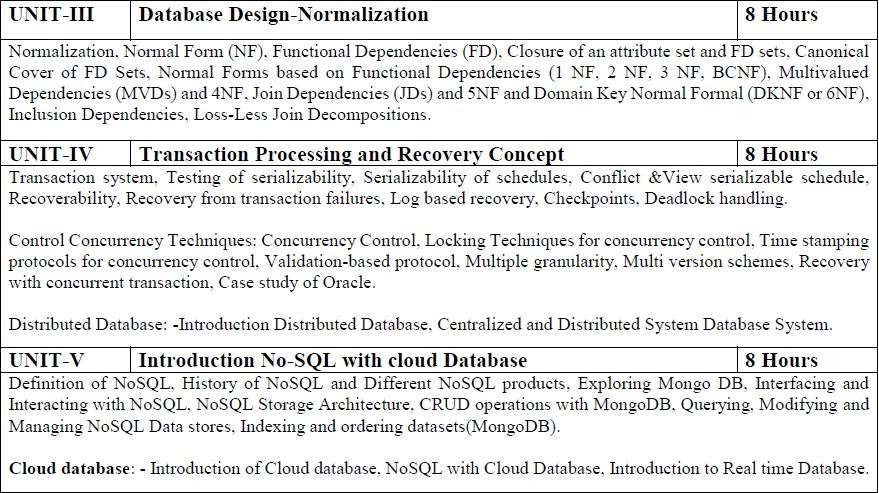 UNIT-III Database Design-Normalization 8 Hours
Normalization, Normal Form (NF), Functional Dependencies (FD), Closure of an attribute set and FD sets, Canonical
Cover of FD Sets, Normal Forms based on Functional Dependencies (1 NF, 2 NF, 3 NF, BCNF), Multivalued
Dependencies (MVDs) and 4NF, Join Dependencies (JDs) and 5NF and Domain Key Normal Formal (DKNF or 6NF),
Inclusion Dependencies, Loss-Less Join Decompositions.
UNIT-IV Transaction Processing and Recovery Concept 8 Hours
Transaction system, Testing of serializability, Serializability of schedules, Conflict &View serializable schedule,
Recoverability, Recovery from transaction failures, Log based recovery, Checkpoints, Deadlock handling.
Control Concurrency Techniques: Concurrency Control, Locking Techniques for concurrency control, Time stamping
protocols for concurrency control, Validation-based protocol, Multiple granularity, Multi version schemes, Recovery
with concurrent transaction, Case study of Oracle.
Distributed Database: -Introduction Distributed Database, Centralized and Distributed System Database System.
UNIT-V Introduction No-SQL with cloud Database 8 Hours
Definition of NoSQL, History of NoSQL and Different NoSQL products, Exploring Mongo DB, Interfacing and
Interacting with NoSQL, NoSQL Storage Architecture, CRUD operations with MongoDB, Querying, Modifying and
Managing NoSQL Data stores, Indexing and ordering datasets(MongoDB).
Cloud database: - Introduction of Cloud database, NoSQL with Cloud Database, Introduction to Real time Database.